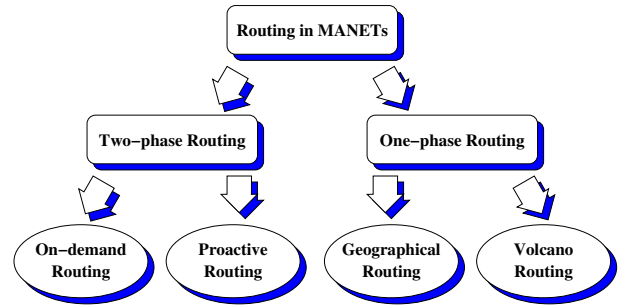 Routing in MANETs
Two−phase Routing
One−phase Routing
On−demand
Routing
Proactive
Routing
Geographical
Routing
Volcano
Routing